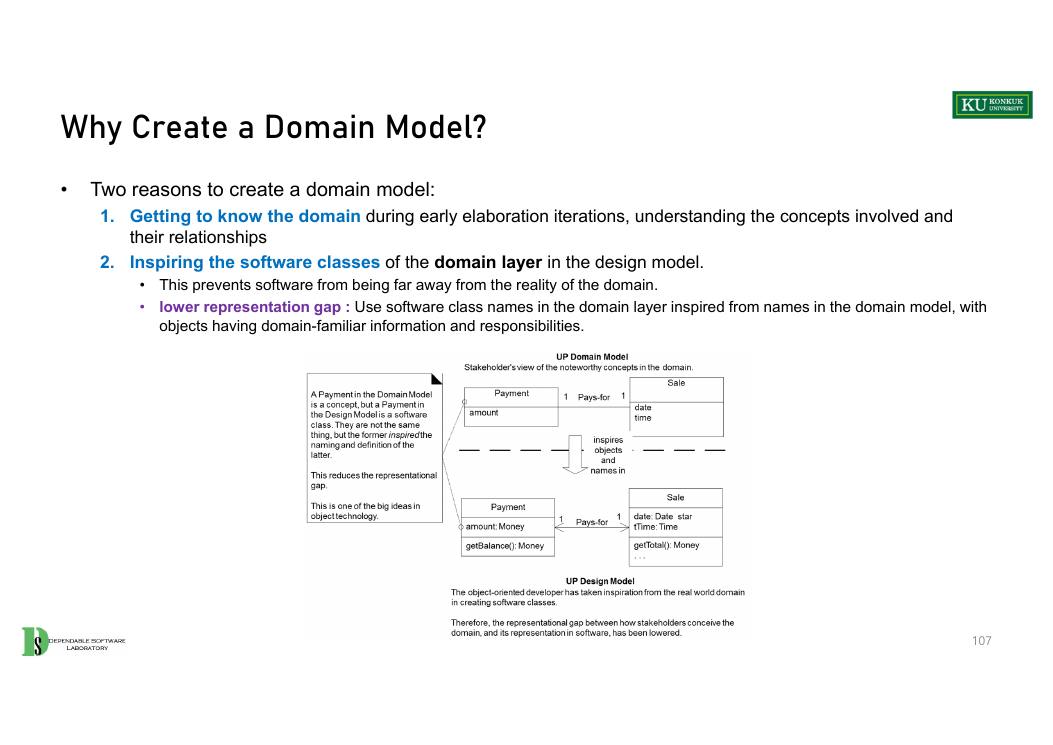 KU KONKUK
UNIVERSITY
Why Create a Domain Model?
• Two reasons to create a domain model:
1. Getting to know the domain during early elaboration iterations, understanding the concepts involved and
their relationships
2. Inspiring the software classes of the domain layer in the design model.
• This prevents software from being far away from the reality of the domain.
• lower representation gap : Use software class names in the domain layer inspired from names in the domain model, with
objects having domain-familiar information and responsibilities.
UP Domain Model
Stakeholder's view of the noteworthy concepts in the domain.
A Payment in the Domain Model
is a concept, but a Payment in
the Design Model is a software
class. They are not the same
thing, but the former inspired the
naming and definition of the
latter.
This reduces the representational
gap.
This is one of the big ideas in
object technology.
Payment
amount
1 Pays-for 1
Sale
date
time
inspires
objects
and
names in
Payment
amount: Money
getBalance(): Money
1 Pays-for 1
Sale
date: Date star
tTime: Time
getTotal(): Money
. . .
UP Design Model
The object-oriented developer has taken inspiration from the real world domain
in creating software classes.
Therefore, the representational gap between how stakeholders conceive the
domain, and its representation in software, has been lowered.
DS DEPENDABLE SOFTWARE
LABORATORY
107